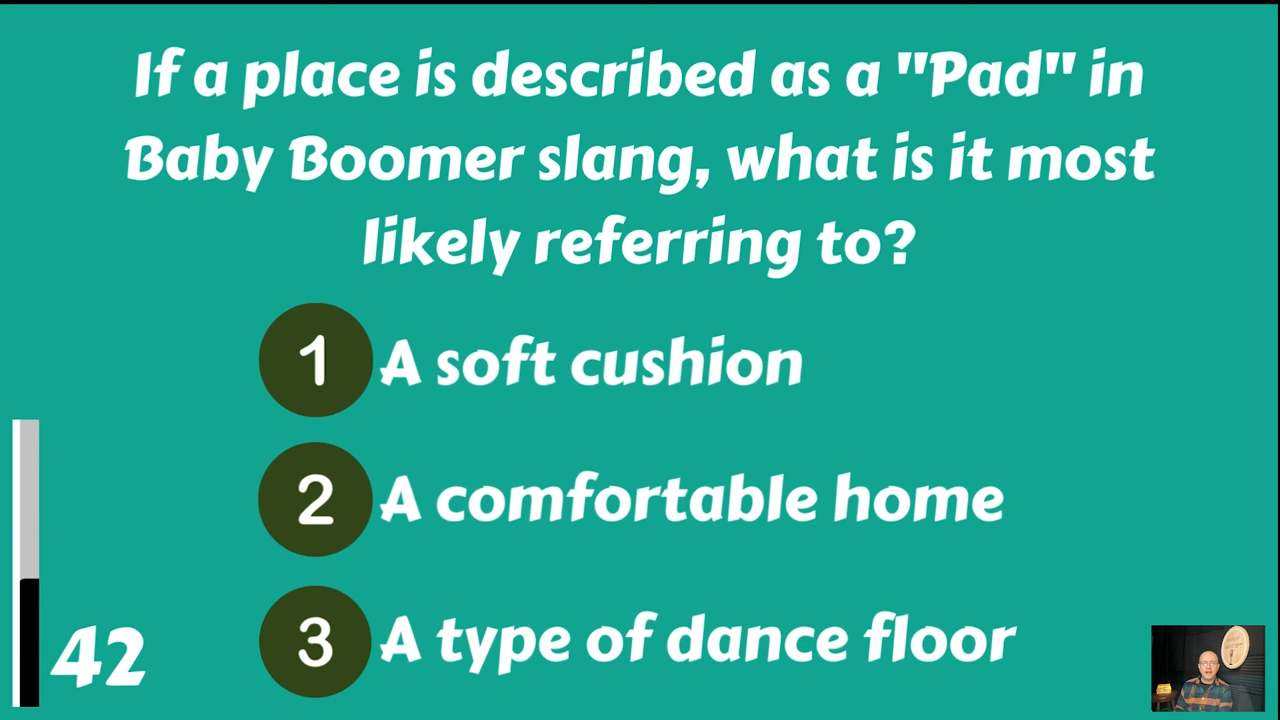 If a place is described as a "Pad" in
Baby Boomer slang, what is it most
likely referring to?
1 A soft cushion
2 A comfortable home
3 A type of dance floor
42